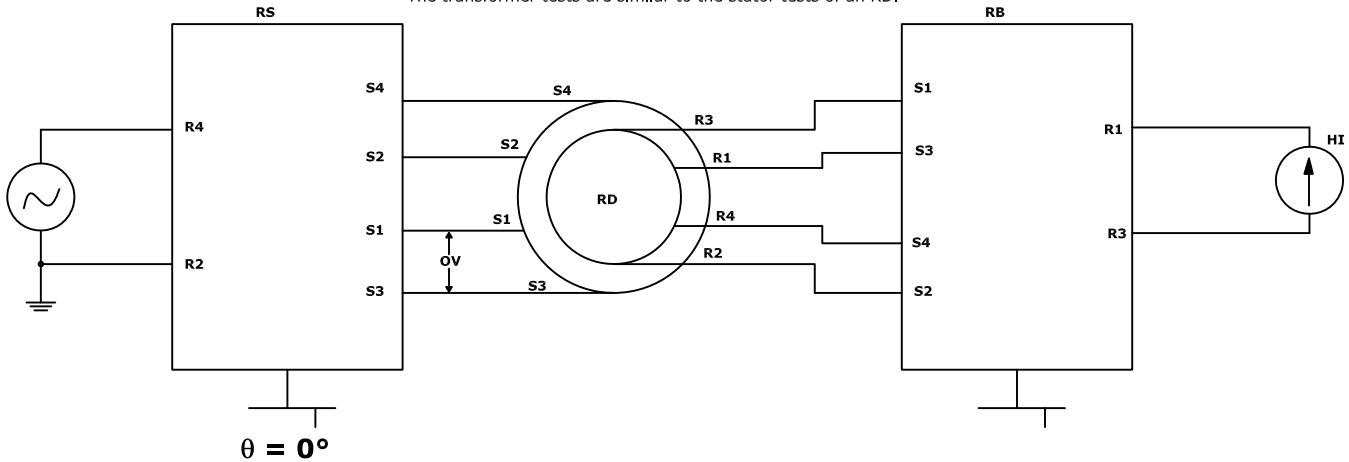 The transformer tests are similar to the stator tests of an RD.
RS
RB
S4
S4
S1
R4
R3
R1
HI
S2
S2
R1
S3
RD
S1
S1
R4
R3
S4
R2
OV
R2
S3
S3
S2
θ = 0°